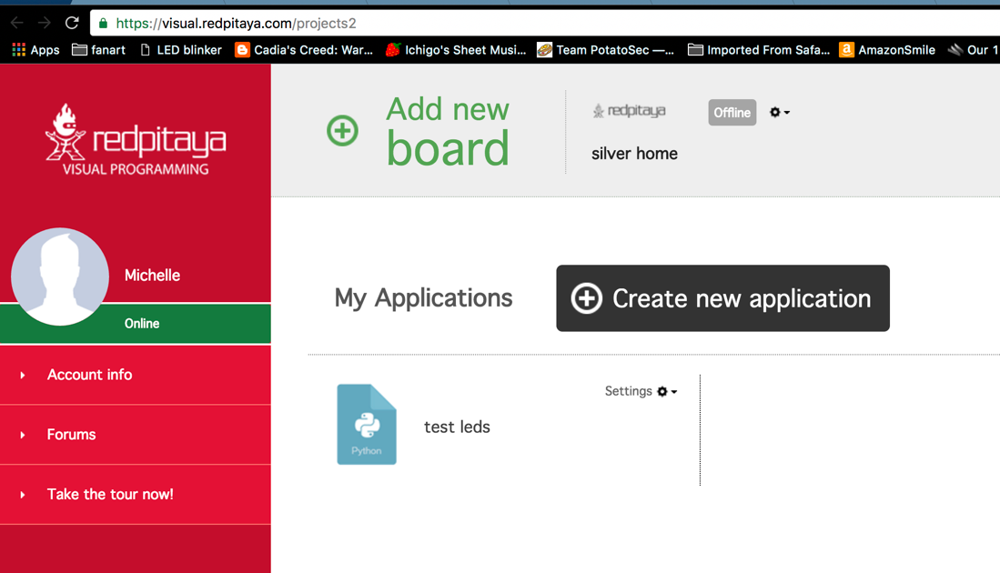 https://visual.redpitaya.com/projects2
Apps fanart LED blinker Cadia's Creed: War... Ichigo's Sheet Musi... Team PotatoSec —... Imported From Safa... AmazonSmile Our 1
redpitaya
VISUAL PROGRAMMING
Michelle
Online
Account info
Forums
Take the tour now!
Add new
board
redpitaya
Offline
silver home
My Applications
Create new application
Python
test leds
Settings